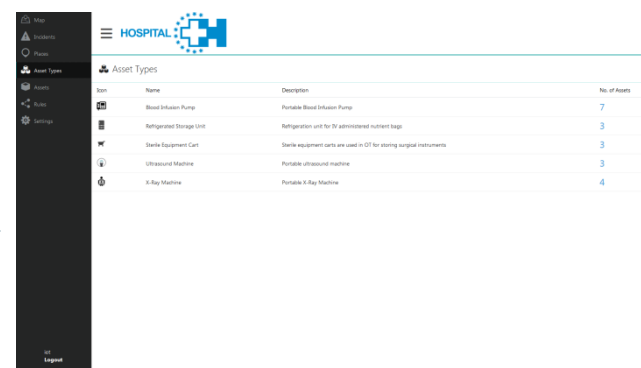 Map
Incidents
Places
Asset Types
Assets
Rules
Settings
iot
Logout
HOSPITAL
Asset Types
Icon Name Description No. of Assets
Blood Infusion Pump Portable Blood Infusion Pump 7
Refrigerated Storage Unit Refrigeration unit for IV administered nutrient bags 3
Sterile Equipment Cart Sterile equipment carts are used in OT for storing surgical instruments 3
Ultrasound Machine Portable ultrasound machine 3
X-Ray Machine Portable X-Ray Machine 4